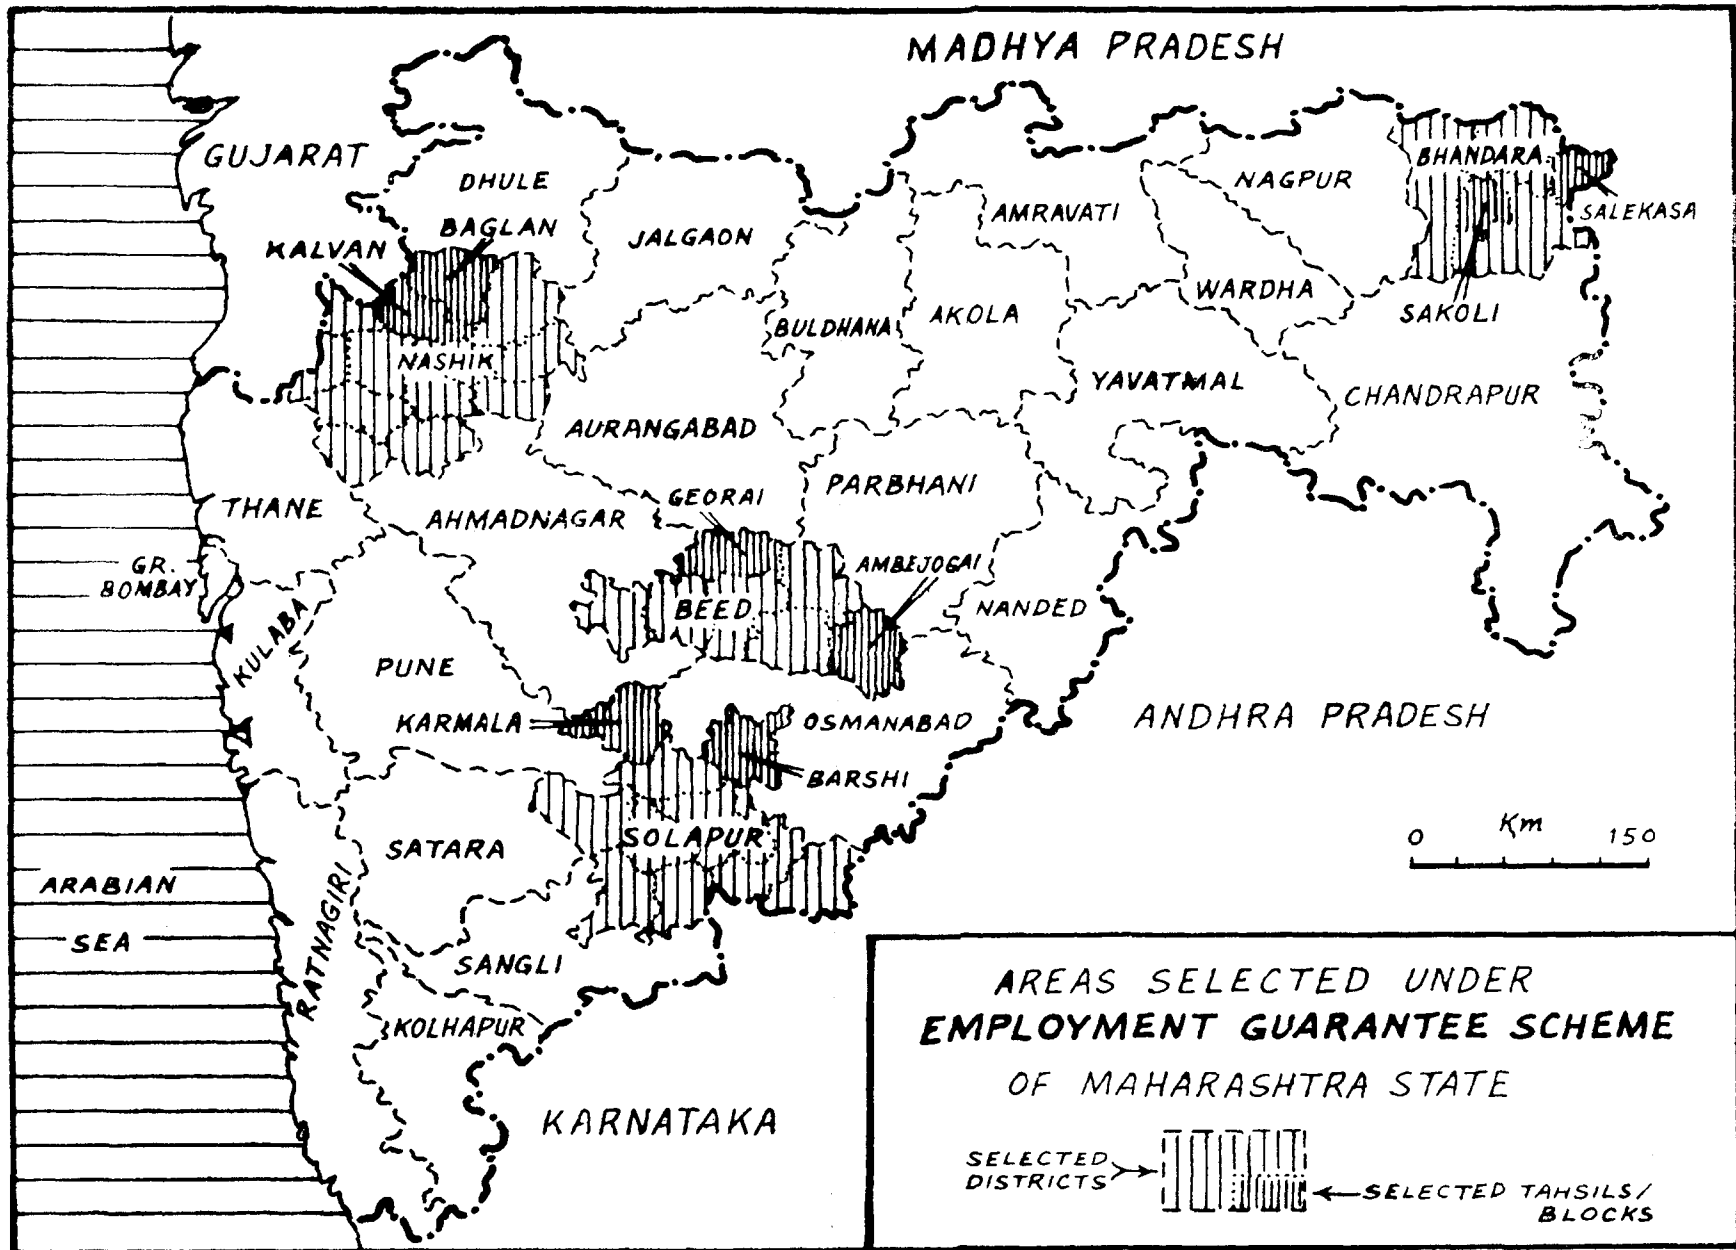 MADHYA PRADESH
GUJARAT
DHULE
BHANDARA
NAGPUR
SALEKASA
AMRAVATI
BAGLAN
KALVAN
JALGAON
WARDHA
SAKOLI
BULDHANA
AKOLA
NASHIK
YAVATMAL
CHANDRAPUR
AURANGABAD
PARBHANI
GEORAI
THANE
AHMADNAGAR
AMBEJOGAI
GR.
BOMBAY
BEED
NANDED
KULABA
PUNE
KARMALA
OSMANABAD
ANDHRA PRADESH
BARSHI
SOLAPUR
SATARA
0 Km 150
ARABIAN
SEA
RATNAGIRI
SANGLI
KOLHAPUR
KARNATAKA
AREAS SELECTED UNDER
EMPLOYMENT GUARANTEE SCHEME
OF MAHARASHTRA STATE
SELECTED
DISTRICTS
SELECTED TAHSILS/
BLOCKS